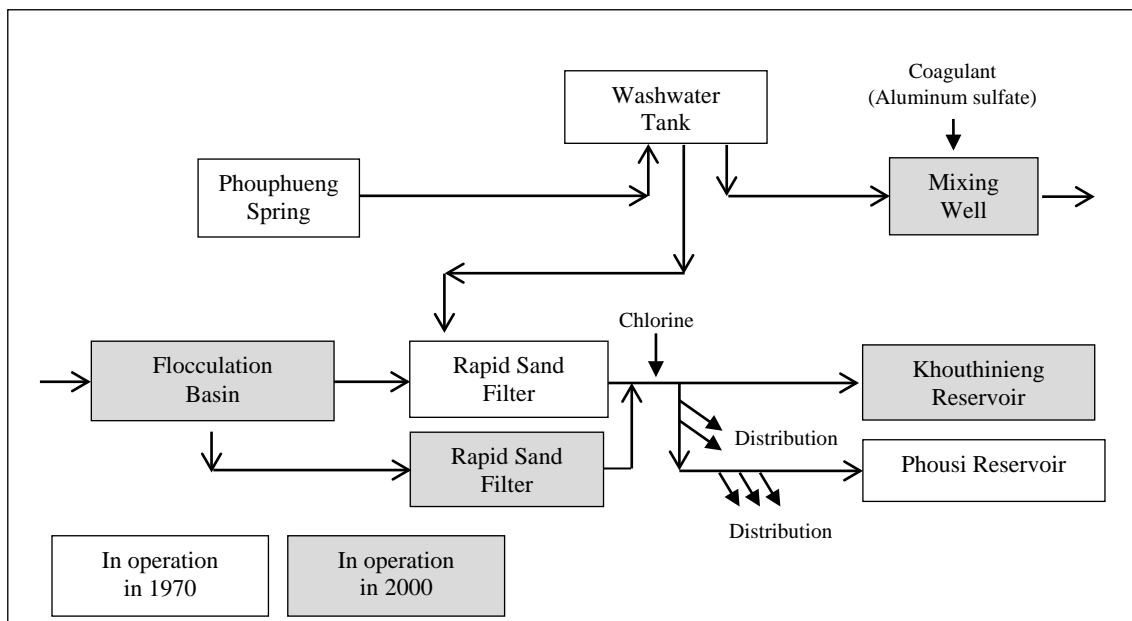 Washwater
Tank
Coagulant
(Aluminum sulfate)
Phouphueng
Spring
Mixing
Well
Chlorine
Flocculation
Basin
Rapid Sand
Filter
Khouthinieng
Reservoir
Distribution
Rapid Sand
Filter
Phousi Reservoir
Distribution
In operation
in 1970
In operation
in 2000